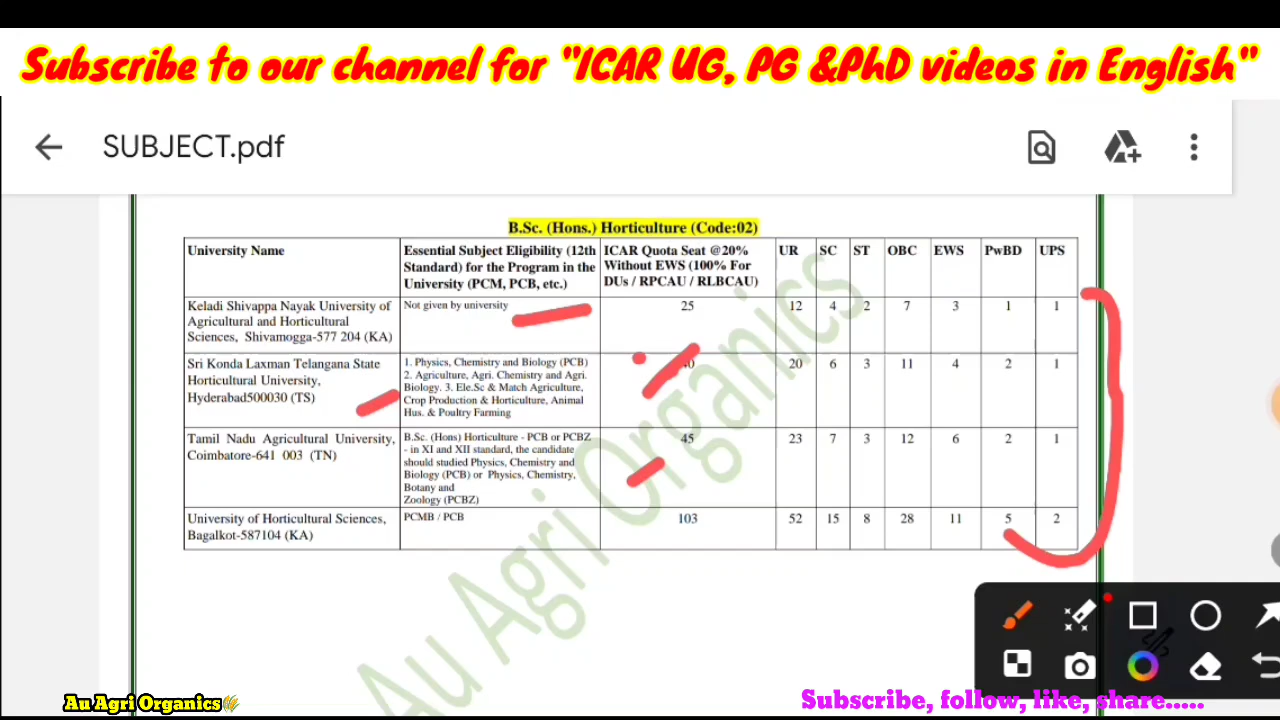 Subscribe to our channel for "ICAR UG, PG &PhD videos in English"
SUBJECT.pdf
B.Sc. (Hons.) Horticulture (Code:02)
University Name
Essential Subject Eligibility (12th
Standard) for the Program in the
University (PCM, PCB, etc.)
ICAR Quota Seat @20%
Without EWS (100% For
DUs / RPCAU / RLBCAU)
UR
SC
ST
OBC
EWS
PwBD
UPS
Keladi Shivappa Nayak University of
Agricultural and Horticultural
Sciences, Shivamogga-577 204 (KA)
Not given by university
25
12
4
2
7
3
1
1
Sri Konda Laxman Telangana State
Horticultural University,
Hyderabad500030 (TS)
1. Physics, Chemistry and Biology (PCB)
2. Agriculture, Agri. Chemistry and Agri.
Biology. 3. Ele.Sc & Match Agriculture,
Crop Production & Horticulture, Animal
Hus. & Poultry Farming
40
20
6
3
11
4
2
1
Tamil Nadu Agricultural University,
Coimbatore-641 003 (TN)
B.Sc. (Hons) Horticulture - PCB or PCBZ
- in XI and XII standard, the candidate
should studied Physics, Chemistry and
Biology (PCB) or Physics, Chemistry,
Botany and
Zoology (PCBZ)
45
23
7
3
12
6
2
1
University of Horticultural Sciences,
Bagalkot-587104 (KA)
PCMB / PCB
103
52
15
8
28
11
5
2
Au Agri Organics
Au Agri Organics
Subscribe, follow, like, share.....